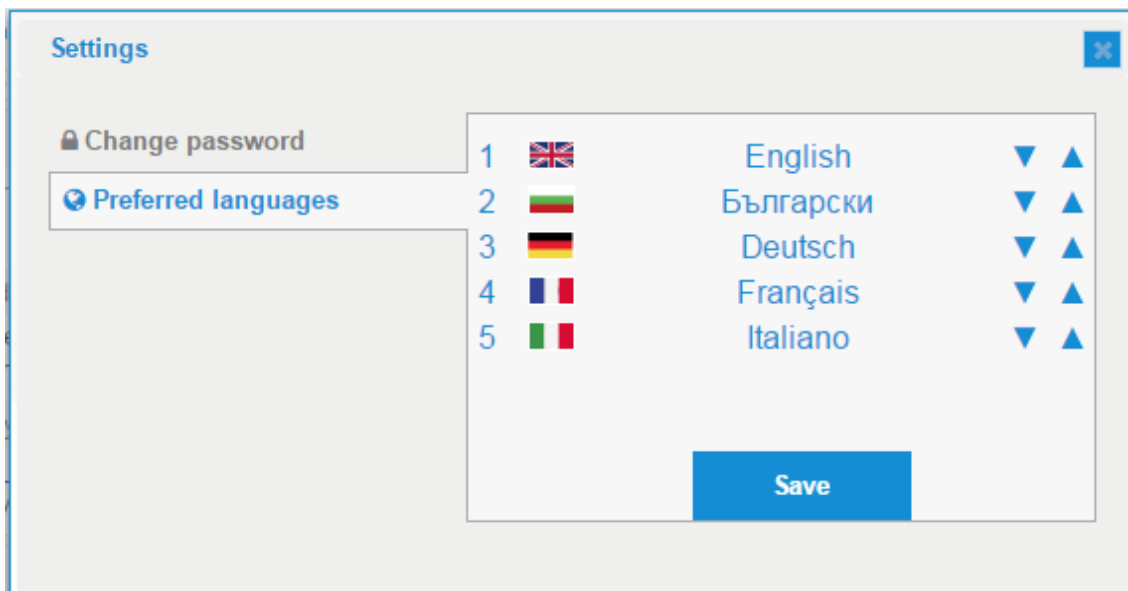 Settings
Change password
Preferred languages
1 English
2 Български
3 Deutsch
4 Français
5 Italiano
Save